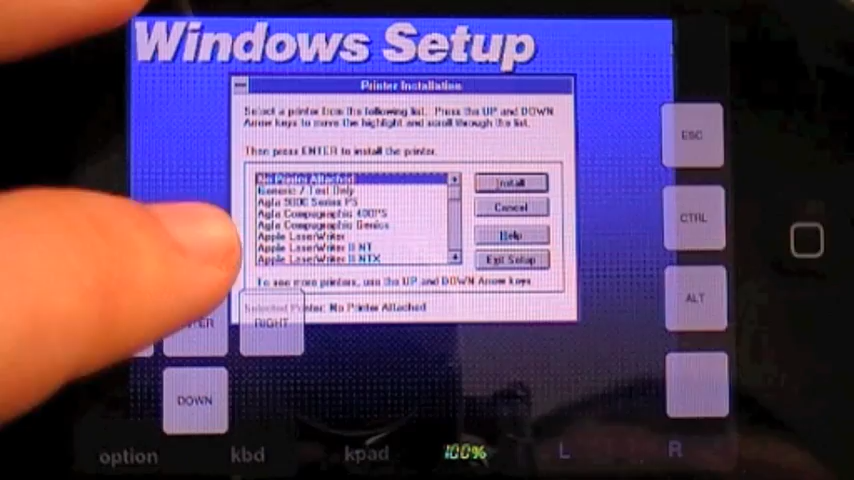 Windows Setup
Printer Installation
Select a printer from the following list. Press the UP and DOWN
Arrow keys to move the highlight and scroll through the list.
Then press ENTER to install the printer.
No Printer Attached
Generic / Text Only
Agfa 9000 Series PS
Agfa Compugraphic 400PS
Agfa Compugraphic Genics
Apple LaserWriter
Apple LaserWriter II NT
Apple LaserWriter II NTX
Install
Cancel
Help
Exit Setup
To see more printers, use the UP and DOWN Arrow keys.
Selected Printer: No Printer Attached
ESC
CTRL
ALT
RIGHT
DOWN
option kbd kpad 100% L R